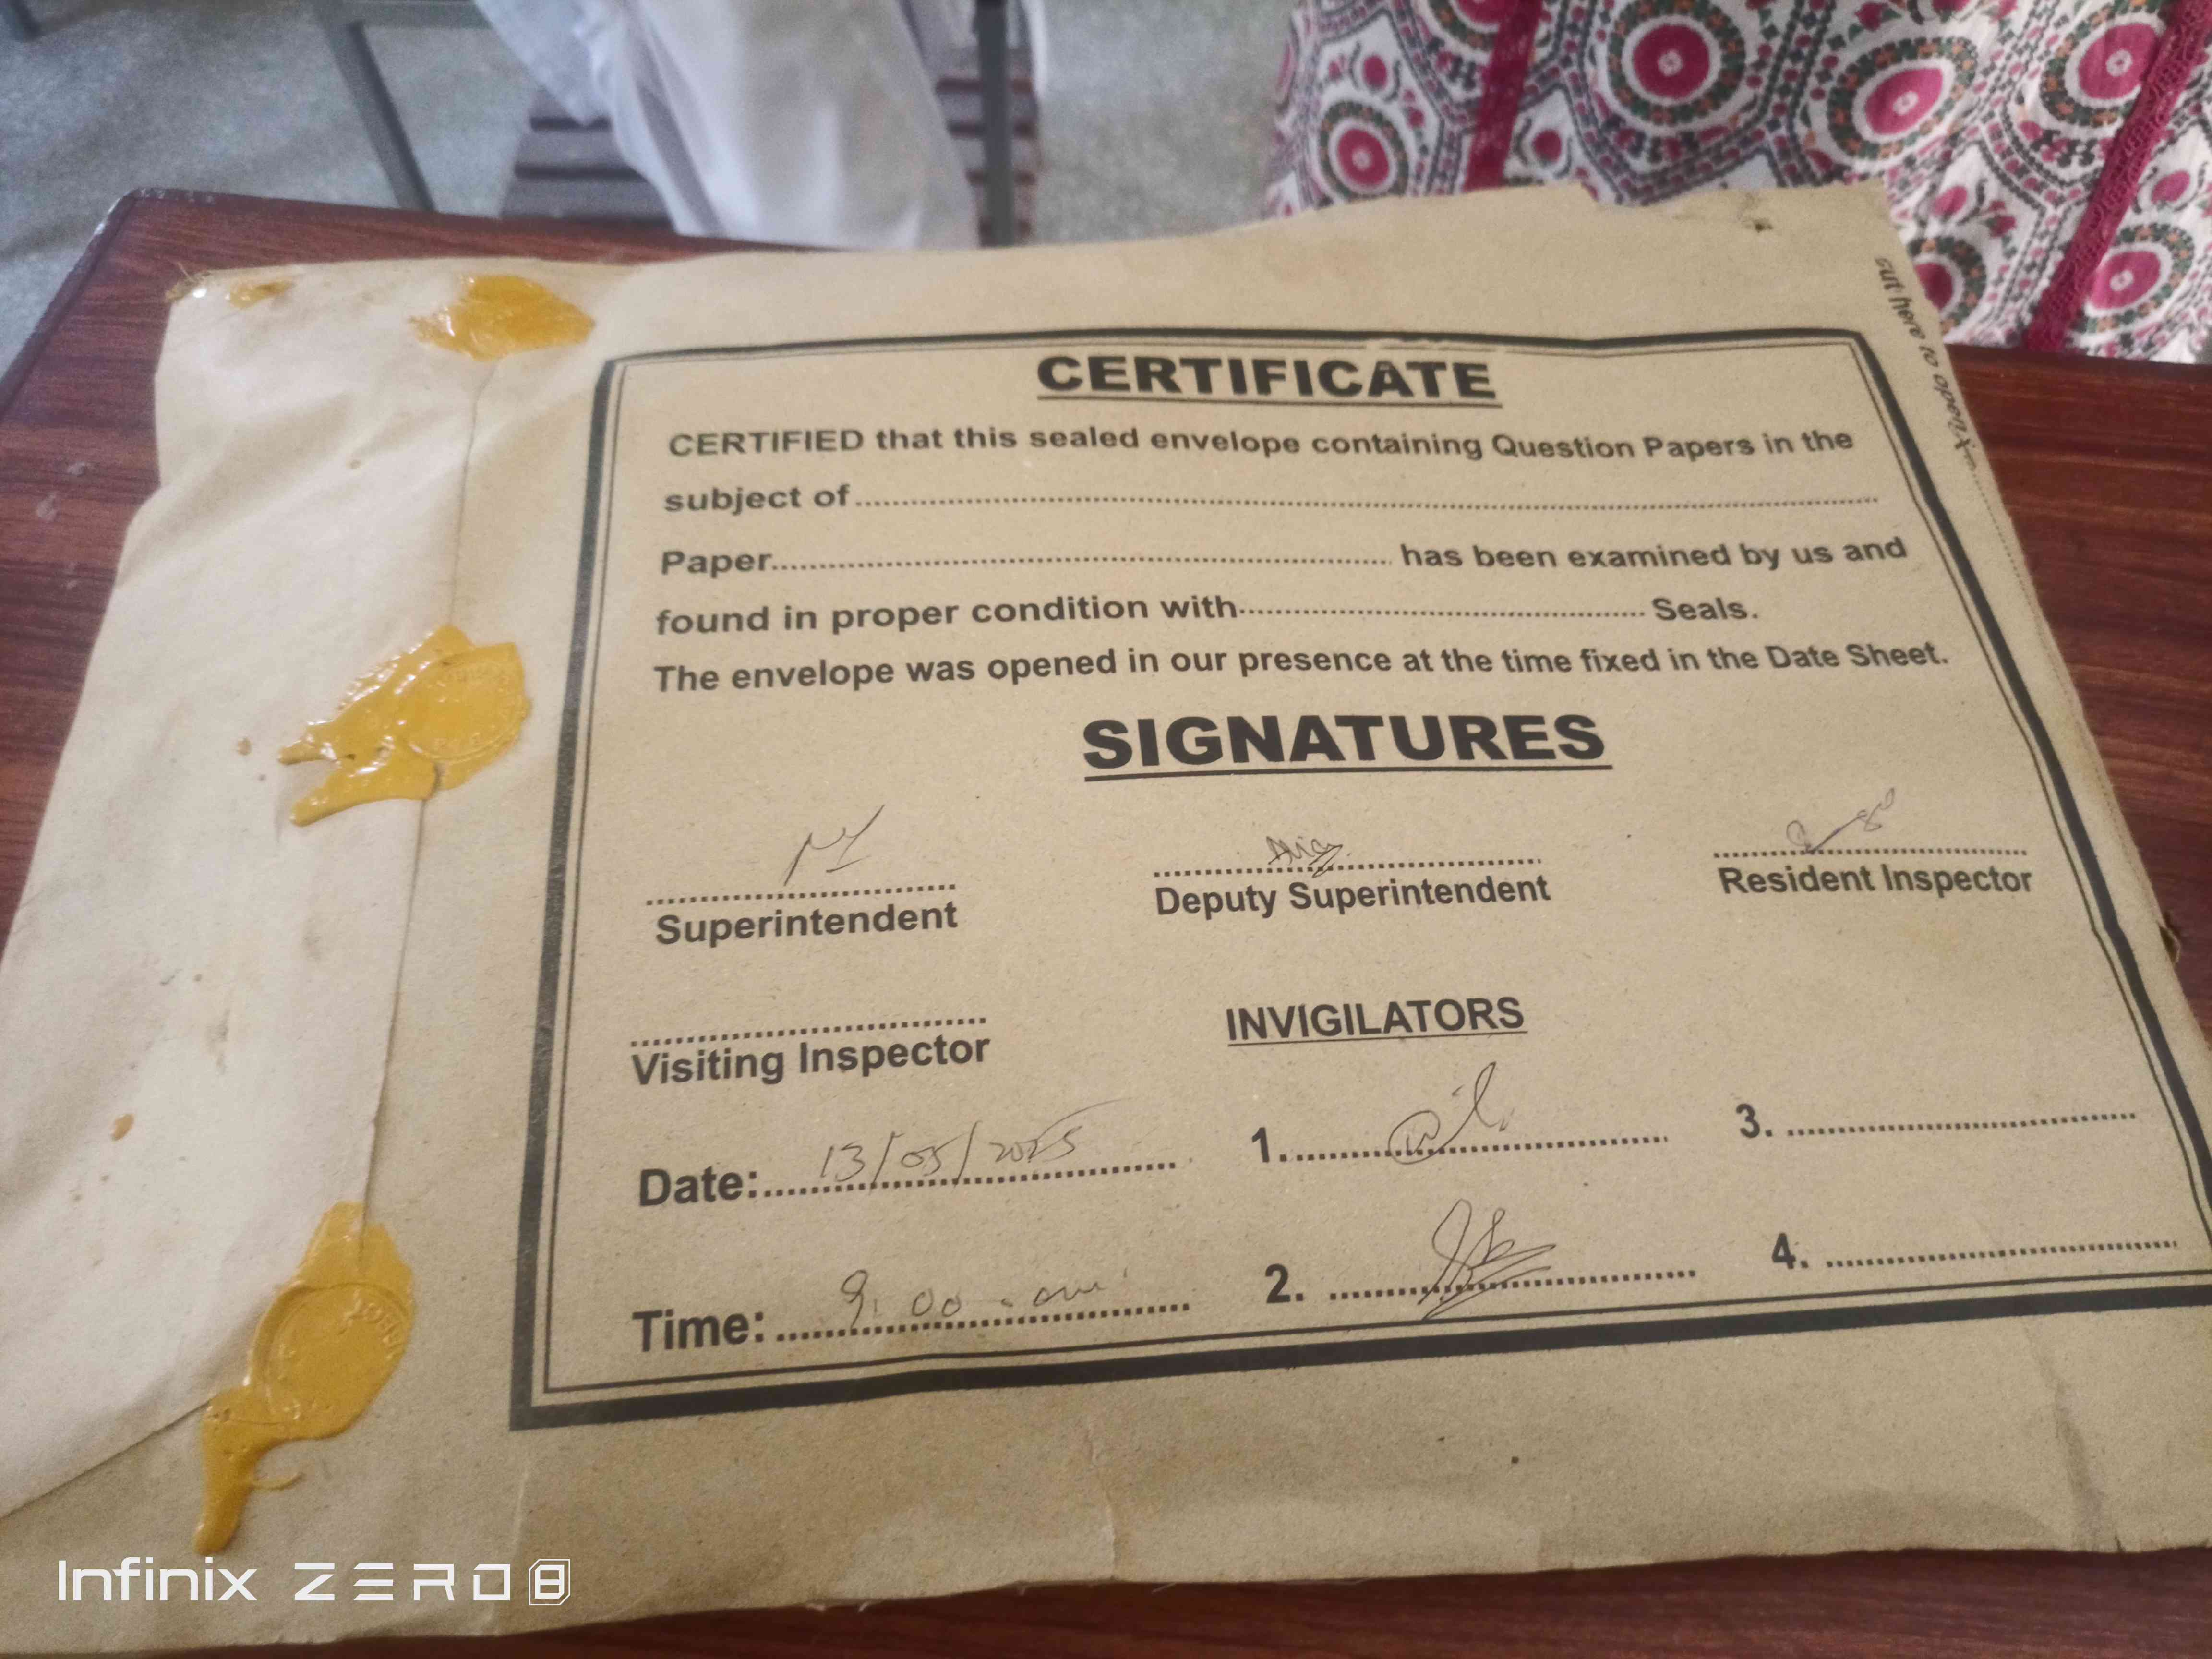 cut here to open
CERTIFICATE
CERTIFIED that this sealed envelope containing Question Papers in the
subject of........................................
Paper........................................ has been examined by us and
found in proper condition with........................................ Seals.
The envelope was opened in our presence at the time fixed in the Date Sheet.
SIGNATURES
Superintendent
Deputy Superintendent
Resident Inspector
Visiting Inspector
INVIGILATORS
Date: 13/05/2025
1.
3.
Time: 9:00 am
2.
4.
Infinix ZERO 8